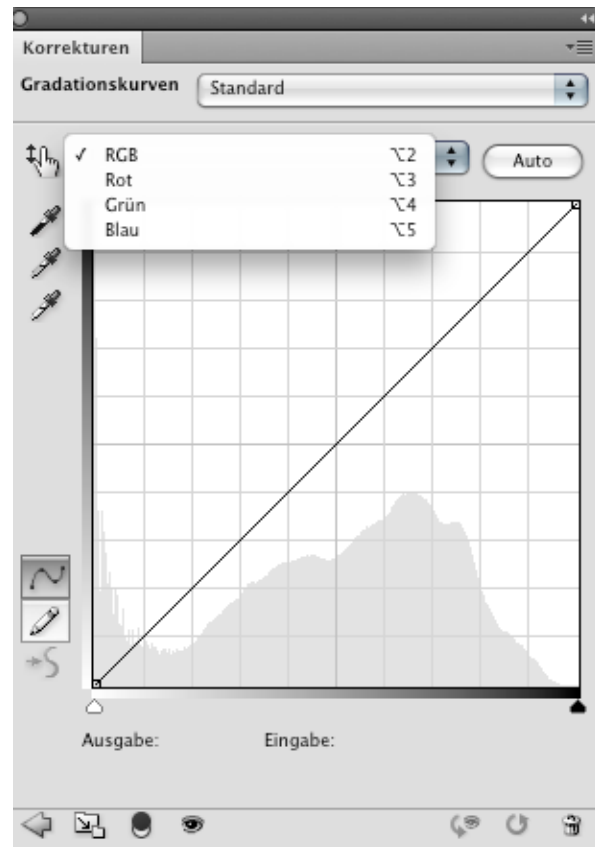 Korrekturen
Gradationskurven Standard
✓ RGB ⌥2
Rot ⌥3
Grün ⌥4
Blau ⌥5
Auto
Ausgabe: Eingabe: